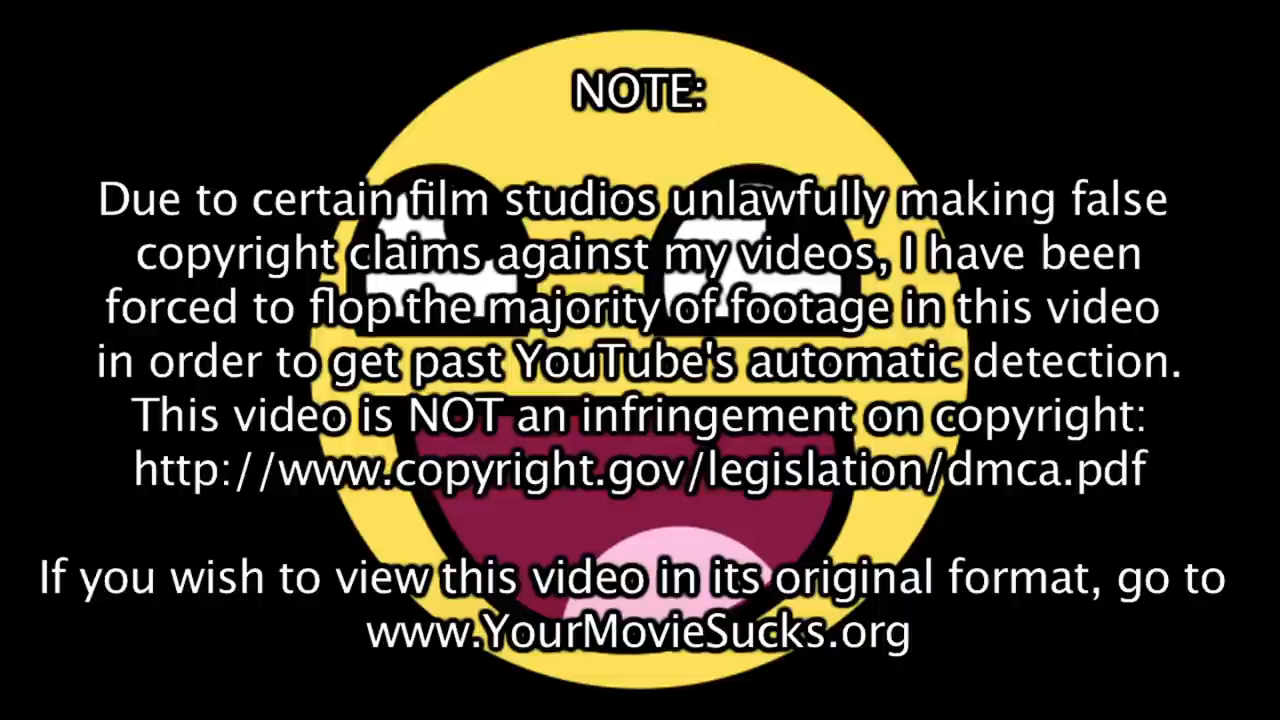 NOTE:
Due to certain film studios unlawfully making false
copyright claims against my videos, I have been
forced to flop the majority of footage in this video
in order to get past YouTube's automatic detection.
This video is NOT an infringement on copyright:
http://www.copyright.gov/legislation/dmca.pdf
If you wish to view this video in its original format, go to
www.YourMovieSucks.org